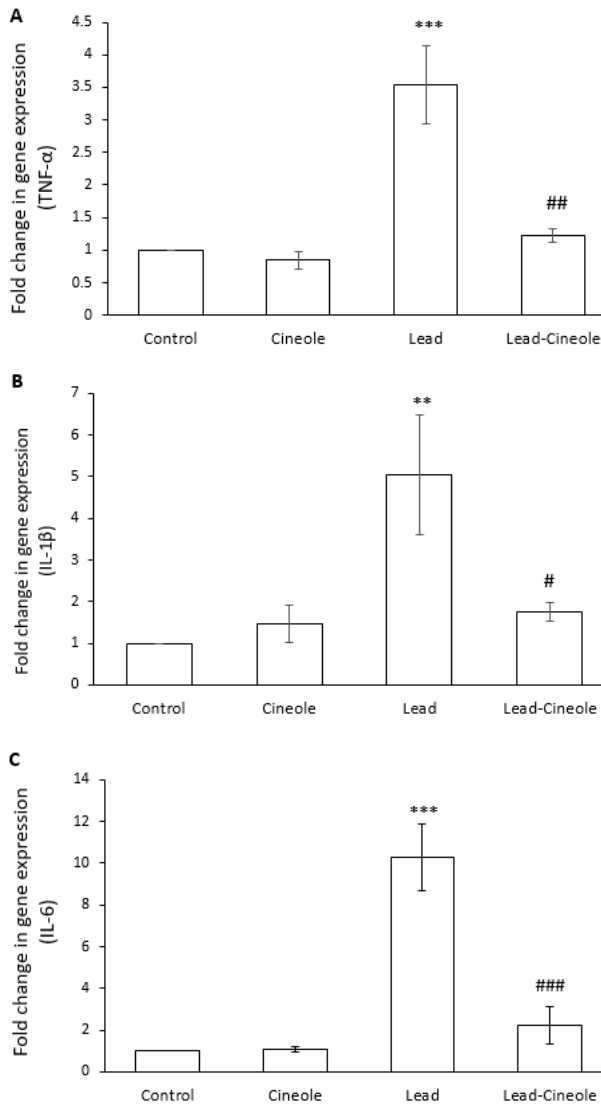 A
Fold change in gene expression
(TNF-α)
4.5
4
3.5
3
2.5
2
1.5
1
0.5
0
***
##
Control Cineole Lead Lead-Cineole
B
Fold change in gene expression
(IL-1β)
7
6
5
4
3
2
1
0
**
#
Control Cineole Lead Lead-Cineole
C
Fold change in gene expression
(IL-6)
14
12
10
8
6
4
2
0
***
###
Control Cineole Lead Lead-Cineole